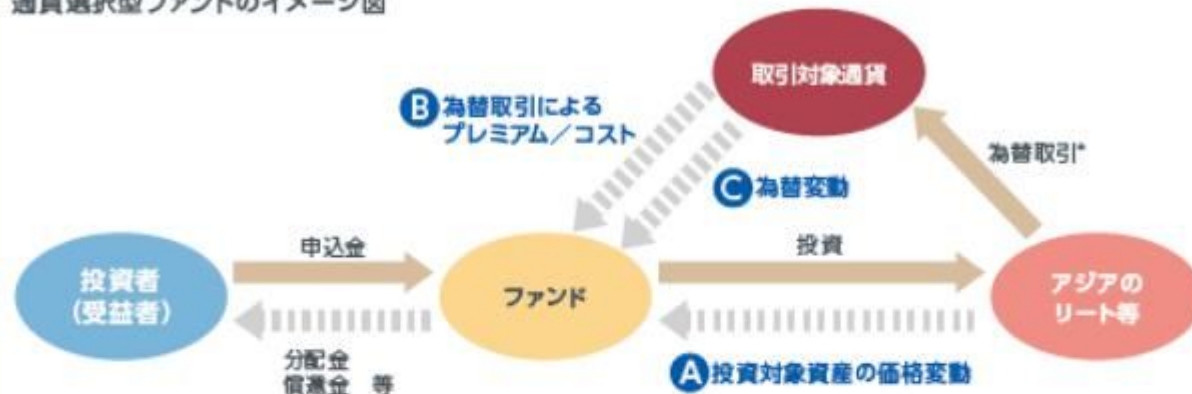 通貨選択型ファンドのイメージ図
取引対象通貨
B 為替取引による
プレミアム／コスト
為替取引*
C 為替変動
申込金
投資
投資者
(受益者)
ファンド
アジアの
リート等
分配金
償還金 等
A 投資対象資産の価格変動